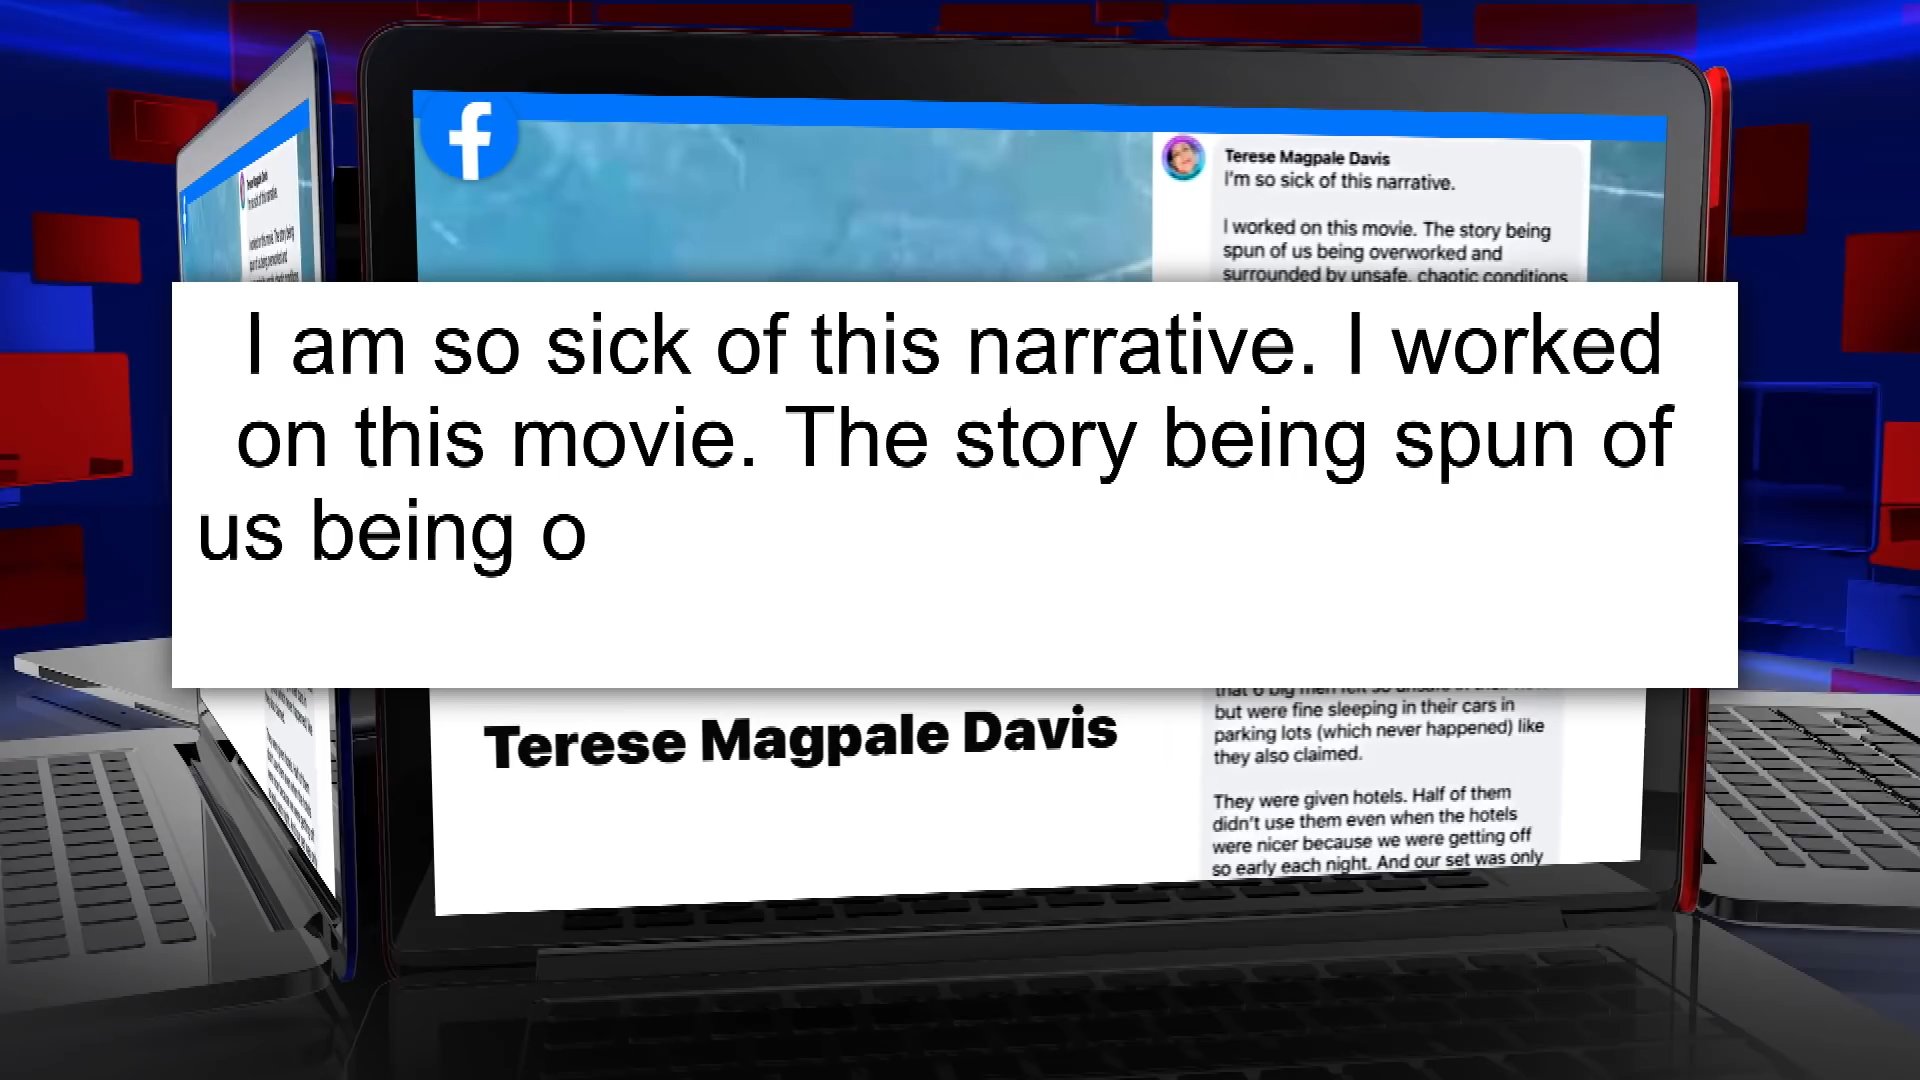 f
Terese Magpale Davis
I'm so sick of this narrative.
I worked on this movie. The story being
spun of us being overworked and
surrounded by unsafe, chaotic conditions
I am so sick of this narrative. I worked
on this movie. The story being spun of
us being o
Terese Magpale Davis
but were fine sleeping in their cars in
parking lots (which never happened) like
they also claimed.
They were given hotels. Half of them
didn't use them even when the hotels
were nicer because we were getting off
so early each night. And our set was only